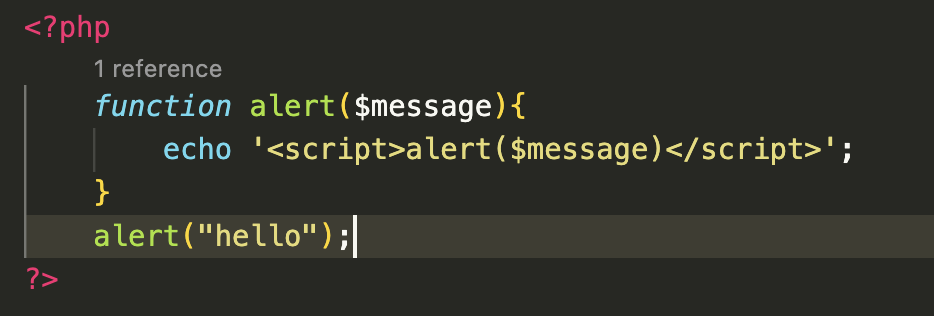 <?php
1 reference
function alert($message){
echo '<script>alert($message)</script>';
}
alert("hello");
?>